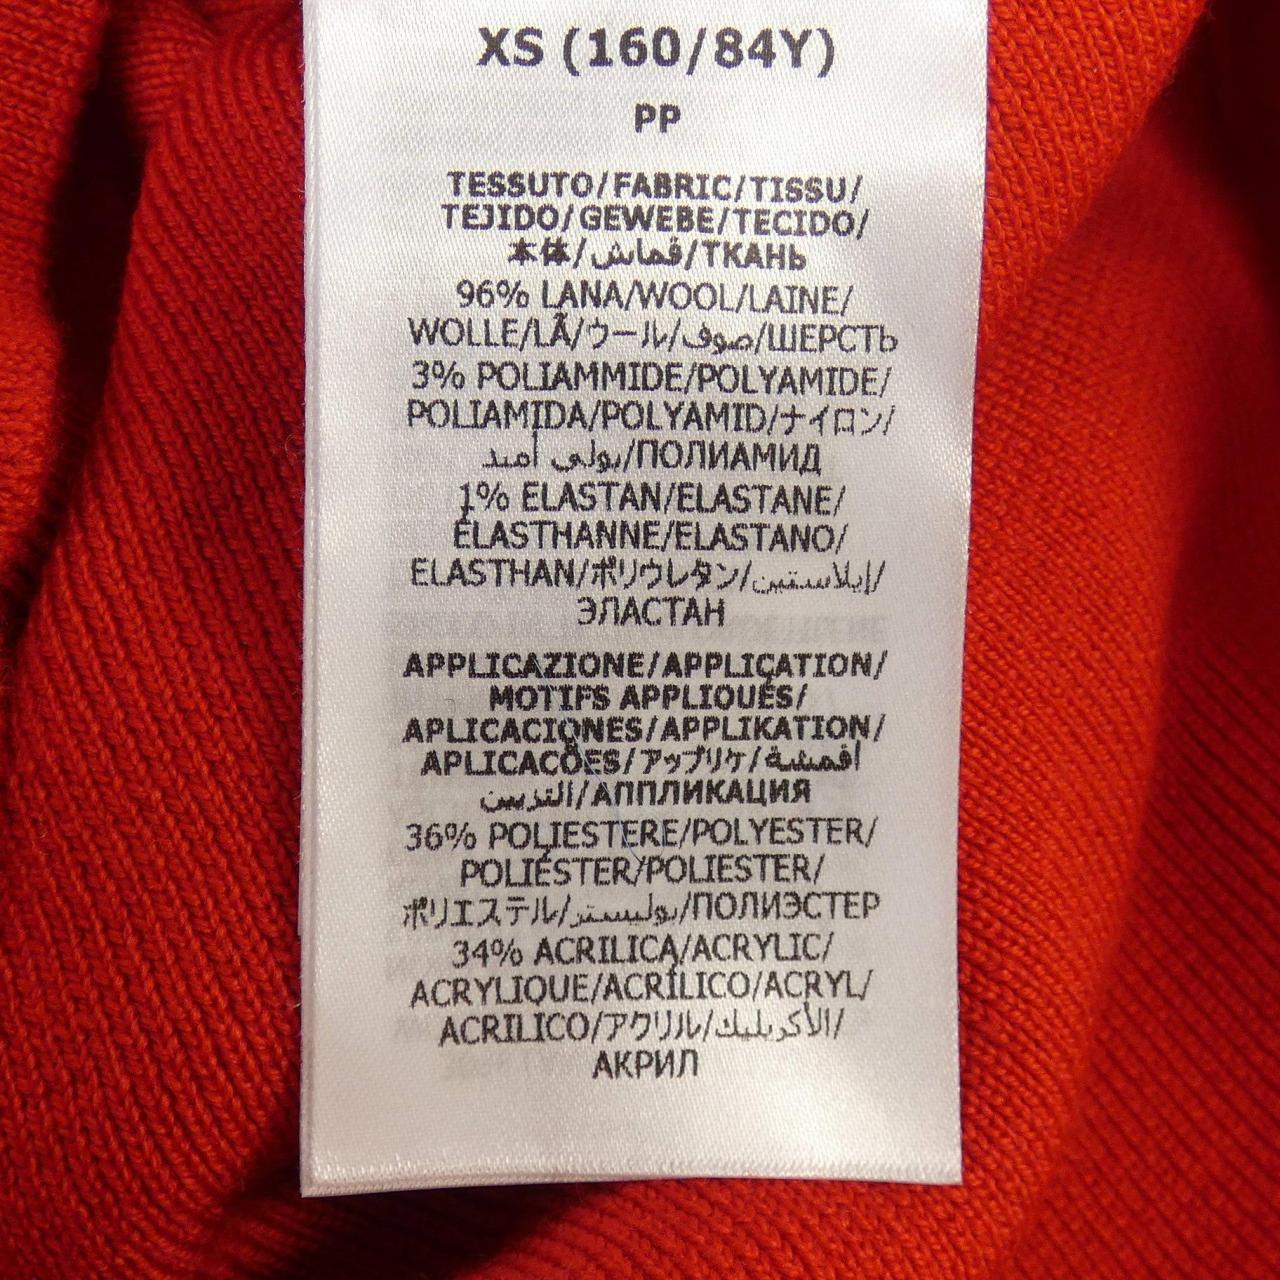 XS (160/84Y)
PP
TESSUTO/FABRIC/TISSU/
TEJIDO/GEWEBE/TECIDO/
本体/قماش/ТКАНЬ
96% LANA/WOOL/LAINE/
WOLLE/LÃ/ウール/صوف/ШЕРСТЬ
3% POLIAMMIDE/POLYAMIDE/
POLIAMIDA/POLYAMID/ナイロン/
بولي أميد/ПОЛИАМИД
1% ELASTAN/ELASTANE/
ÉLASTHANNE/ELASTANO/
ELASTHAN/ポリウレタン/إيلاستين/
ЭЛАСТАН
APPLICAZIONE/APPLICATION/
MOTIFS APPLIQUÉS/
APLICACIONES/APPLIKATION/
APLICACÕES/アップリケ/أقمشة
التزيين/АППЛИКАЦИЯ
36% POLIESTERE/POLYESTER/
POLIÉSTER/POLIESTER/
ポリエステル/بوليستر/ПОЛИЭСТЕР
34% ACRILICA/ACRYLIC/
ACRYLIQUE/ACRÍLICO/ACRYL/
ACRILICO/アクリル/الأكريليك/
АКРИЛ